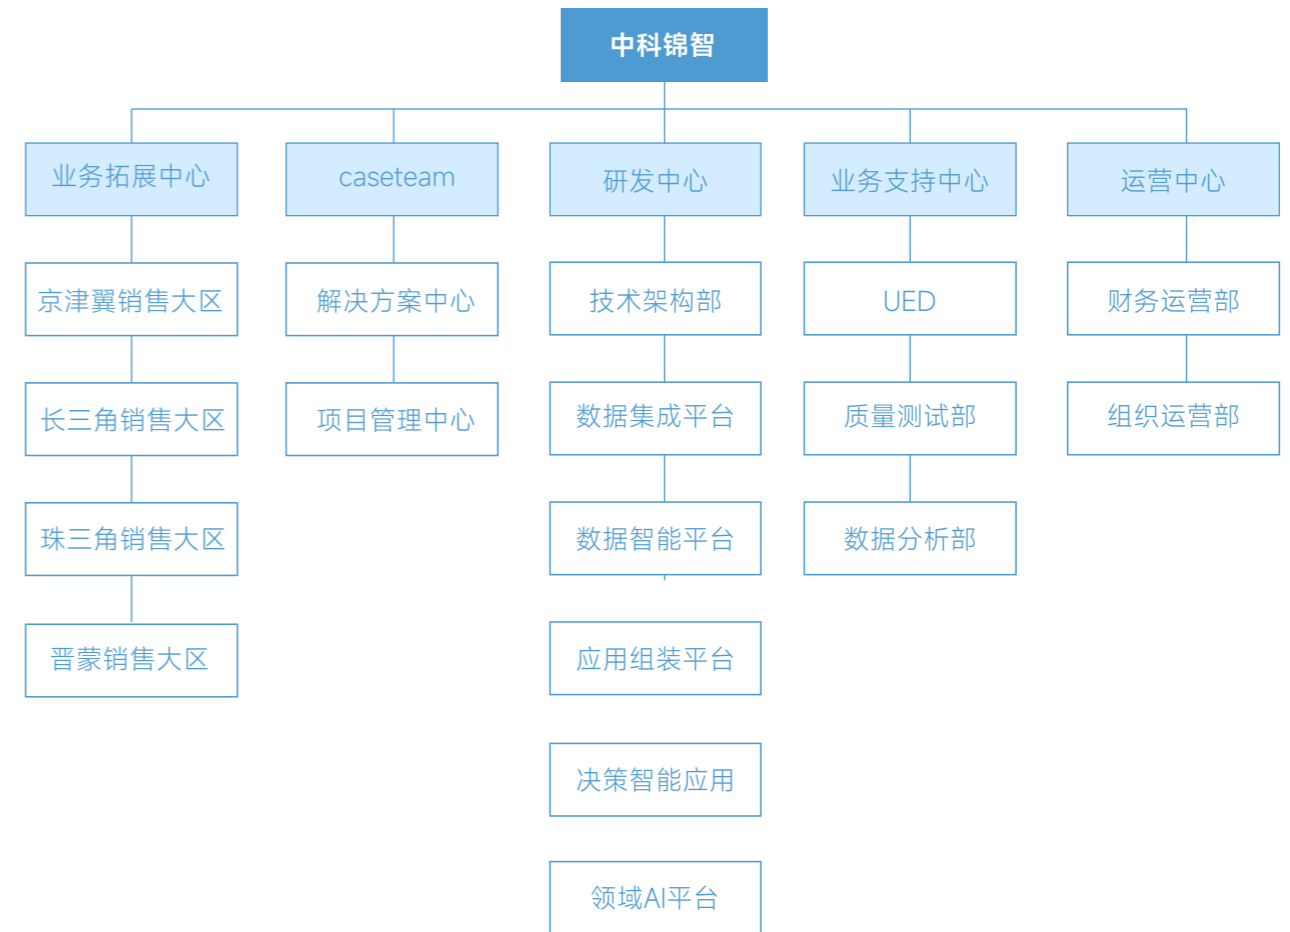 中科锦智
业务拓展中心
caseteam
研发中心
业务支持中心
运营中心
京津翼销售大区
解决方案中心
技术架构部
UED
财务运营部
长三角销售大区
项目管理中心
数据集成平台
质量测试部
组织运营部
珠三角销售大区
数据智能平台
数据分析部
晋蒙销售大区
应用组装平台
决策智能应用
领域AI平台